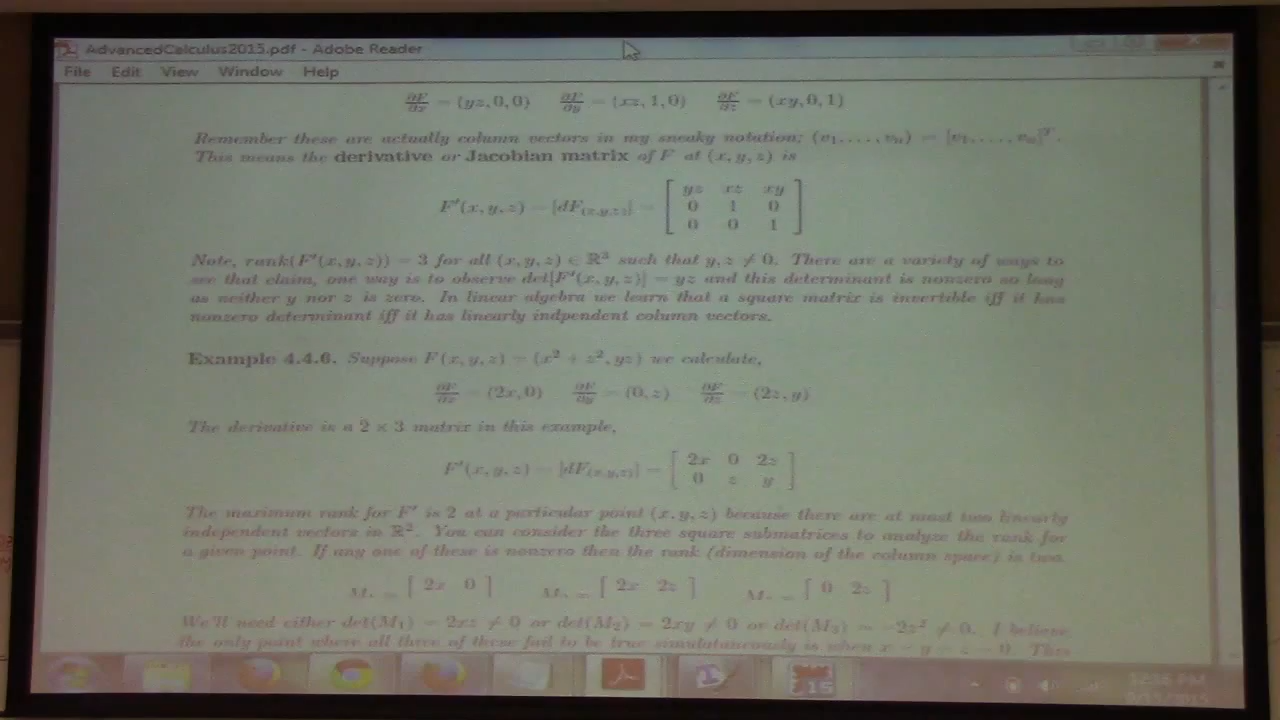 AdvancedCalculus2015.pdf - Adobe Reader
File Edit View Window Help
∂F/∂x = (yz, 0, 0) ∂F/∂y = (xz, 1, 0) ∂F/∂z = (xy, 0, 1)
Remember these are actually column vectors in my sneaky notation; (v₁, . . . , vₙ) = [v₁, . . . , vₙ]ᵀ.
This means the derivative or Jacobian matrix of F at (x, y, z) is
F′(x, y, z) = [dF₍ₓ,y,z₎] =
yz xz xy
0 1 0
0 0 1
Note, rank(F′(x, y, z)) = 3 for all (x, y, z) ∈ ℝ³ such that y, z ≠ 0. There are a variety of ways to
see that claim, one way is to observe det[F′(x, y, z)] = yz and this determinant is nonzero so long
as neither y nor z is zero. In linear algebra we learn that a square matrix is invertible iff it has
nonzero determinant iff it has linearly indpendent column vectors.
Example 4.4.6. Suppose F(x, y, z) = (x² + z², yz) we calculate,
∂F/∂x = (2x, 0) ∂F/∂y = (0, z) ∂F/∂z = (2z, y)
The derivative is a 2 × 3 matrix in this example,
F′(x, y, z) = [dF₍ₓ,y,z₎] =
2x 0 2z
0 z y
The maximum rank for F′ is 2 at a particular point (x, y, z) because there are at most two linearly
independent vectors in ℝ². You can consider the three square submatrices to analyze the rank for
a given point. If any one of these is nonzero then the rank (dimension of the column space) is two.
M = [ 2x 0 ] M = [ 2x 2z ] M = [ 0 2z ]
We'll need either det(M₁) = 2xz ≠ 0 or det(M₂) = 2xy ≠ 0 or det(M₃) = −2z² ≠ 0. I believe
the only point where all three of these fail to be true simulataneously is when x = y = z = 0. This
15
12:16 PM